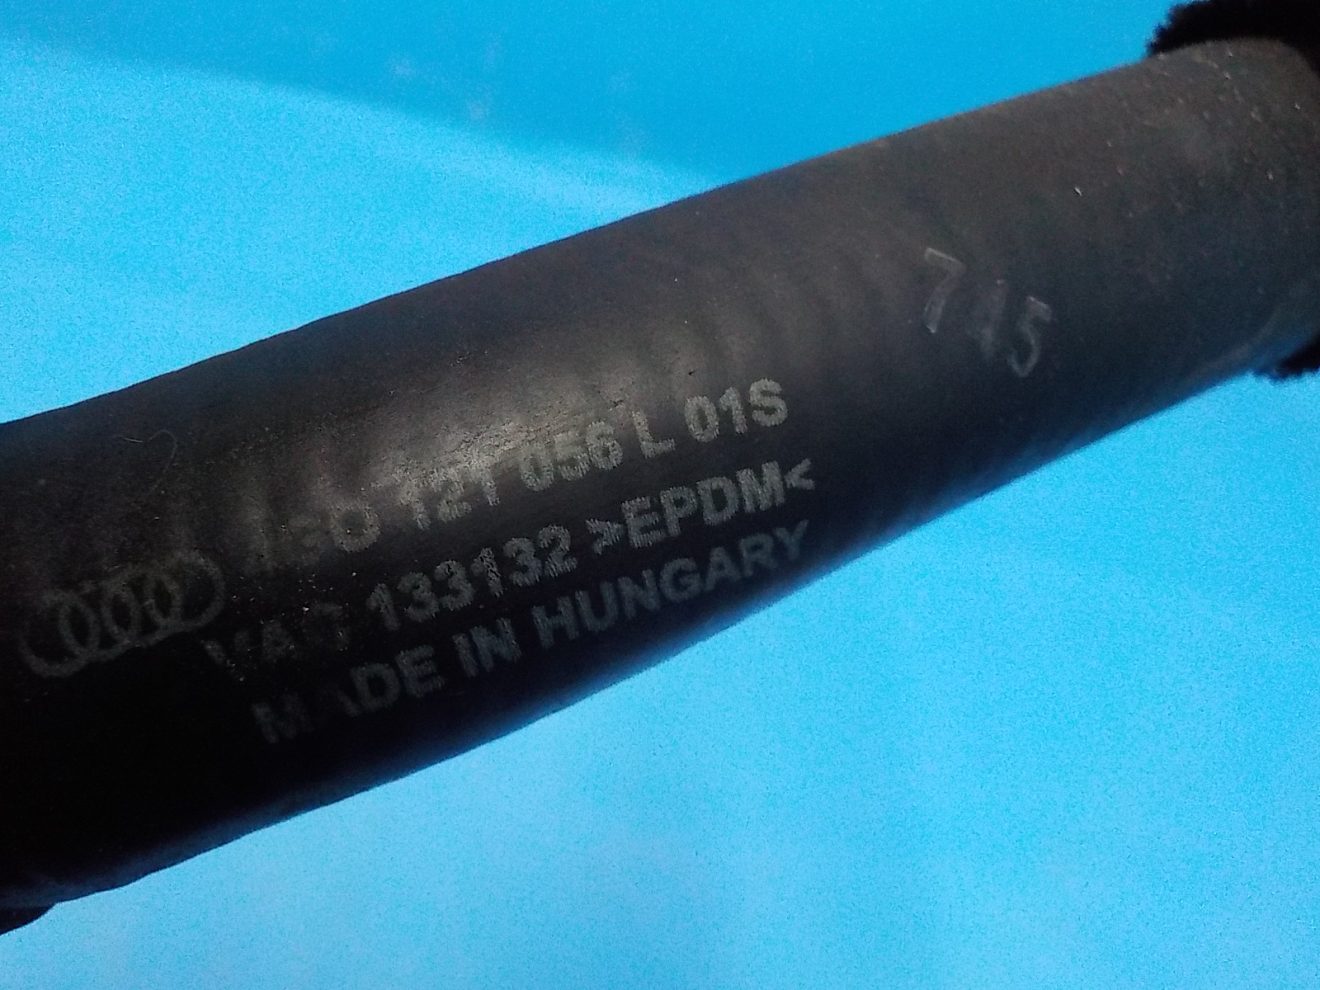 745
121 056 L 01S
133132 >EPDM<
MADE IN HUNGARY